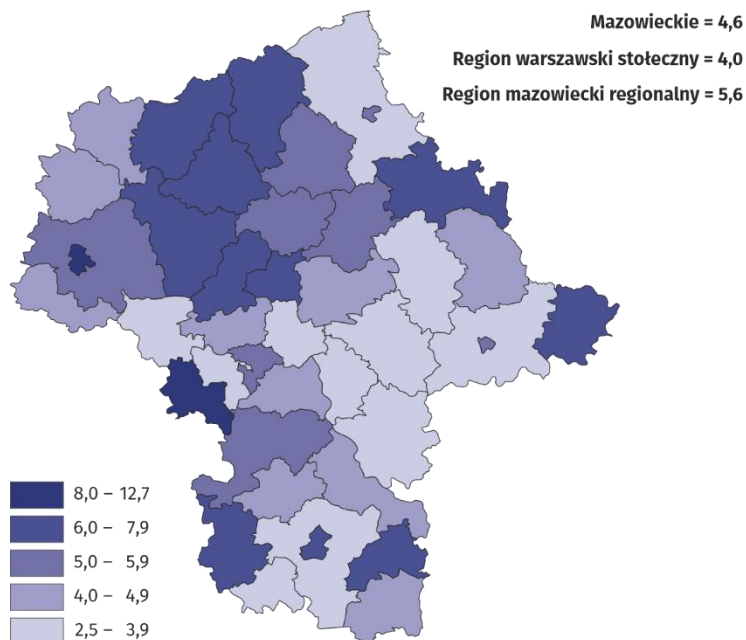 Mazowieckie = 4,6
Region warszawski stołeczny = 4,0
Region mazowiecki regionalny = 5,6
8,0 – 12,7
6,0 – 7,9
5,0 – 5,9
4,0 – 4,9
2,5 – 3,9